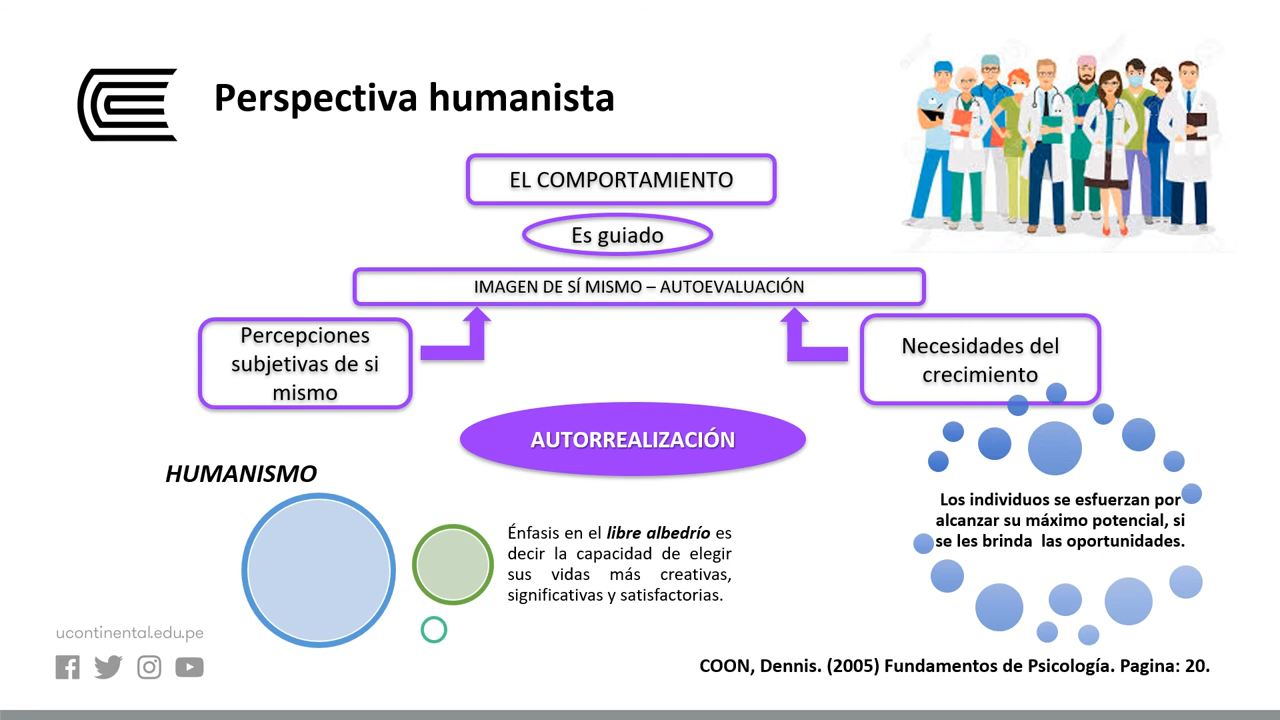 Perspectiva humanista
EL COMPORTAMIENTO
Es guiado
IMAGEN DE SÍ MISMO – AUTOEVALUACIÓN
Percepciones
subjetivas de si
mismo
Necesidades del
crecimiento
AUTORREALIZACIÓN
HUMANISMO
Énfasis en el libre albedrío es
decir la capacidad de elegir
sus vidas más creativas,
significativas y satisfactorias.
Los individuos se esfuerzan por
alcanzar su máximo potencial, si
se les brinda las oportunidades.
ucontinental.edu.pe
COON, Dennis. (2005) Fundamentos de Psicología. Pagina: 20.